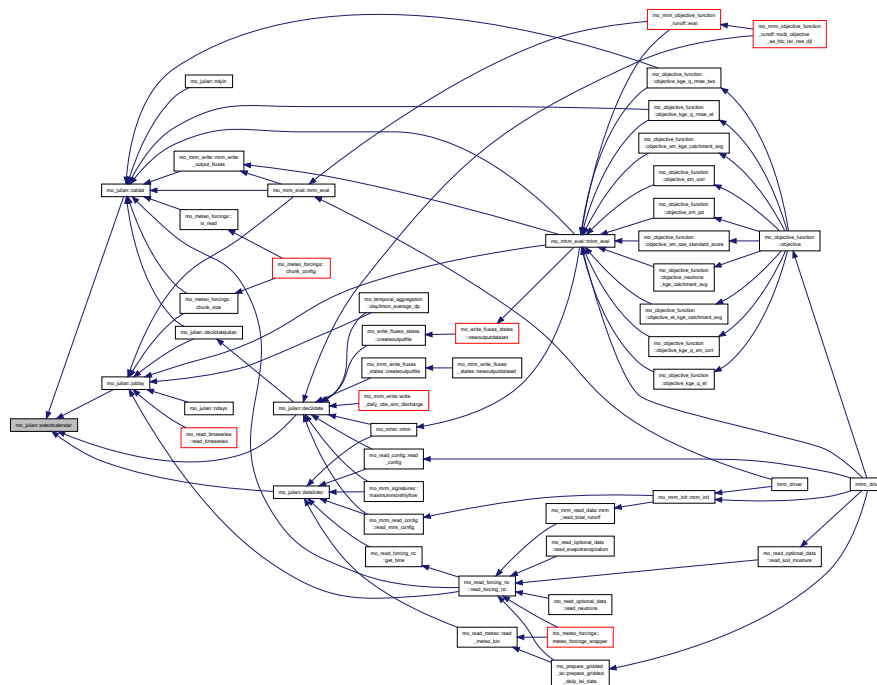 mo_mrm_objective_function
_runoff::eval
mo_mrm_objective_function
_runoff::multi_objective
_ae_fdc_lsv_nse_djf
mo_objective_function
::objective_kge_q_rmse_tws
mo_julian::ndyin
mo_objective_function
::objective_kge_q_rmse_et
mo_objective_function
::objective_sm_kge_catchment_avg
mo_mrm_write::mrm_write
_output_fluxes
mo_objective_function
::objective_sm_corr
mo_julian::caldat
mo_mrm_eval::mrm_eval
mo_objective_function
::objective_sm_pd
mo_meteo_forcings::
is_read
mo_mhm_eval::mhm_eval
mo_objective_function
::objective_sm_sse_standard_score
mo_objective_function
::objective
mo_meteo_forcings::
chunk_config
mo_objective_function
::objective_neutrons
_kge_catchment_avg
mo_meteo_forcings::
chunk_size
mo_temporal_aggregation
::day2mon_average_dp
mo_objective_function
::objective_et_kge_catchment_avg
mo_julian::dec2datejulian
mo_write_fluxes_states
::createoutputfile
mo_write_fluxes_states
::newoutputdataset
mo_objective_function
::objective_kge_q_sm_corr
mo_mrm_write_fluxes
_states::createoutputfile
mo_mrm_write_fluxes
_states::newoutputdataset
mo_objective_function
::objective_kge_q_et
mo_julian::julday
mo_julian::ndays
mo_julian::dec2date
mo_mrm_write::write
_daily_obs_sim_discharge
mo_julian::selectcalendar
mo_read_timeseries
::read_timeseries
mo_mhm::mhm
mo_read_config::read
_config
mo_julian::date2dec
mo_mrm_signatures::
maximummonthlyflow
mo_mrm_init::mrm_init
mrm_driver
mhm_driver
mo_mrm_read_config
::read_mrm_config
mo_mrm_read_data::mrm
_read_total_runoff
mo_read_forcing_nc
::get_time
mo_read_optional_data
::read_evapotranspiration
mo_read_optional_data
::read_soil_moisture
mo_read_forcing_nc
::read_forcing_nc
mo_read_optional_data
::read_neutrons
mo_read_meteo::read
_meteo_bin
mo_meteo_forcings::
meteo_forcings_wrapper
mo_prepare_gridded
_lai::prepare_gridded
_daily_lai_data